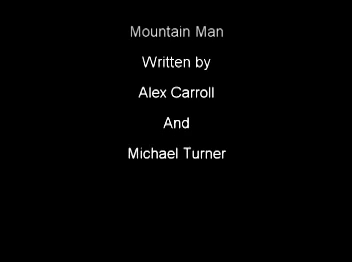 Mountain Man
Written by
Alex Carroll
And
Michael Turner